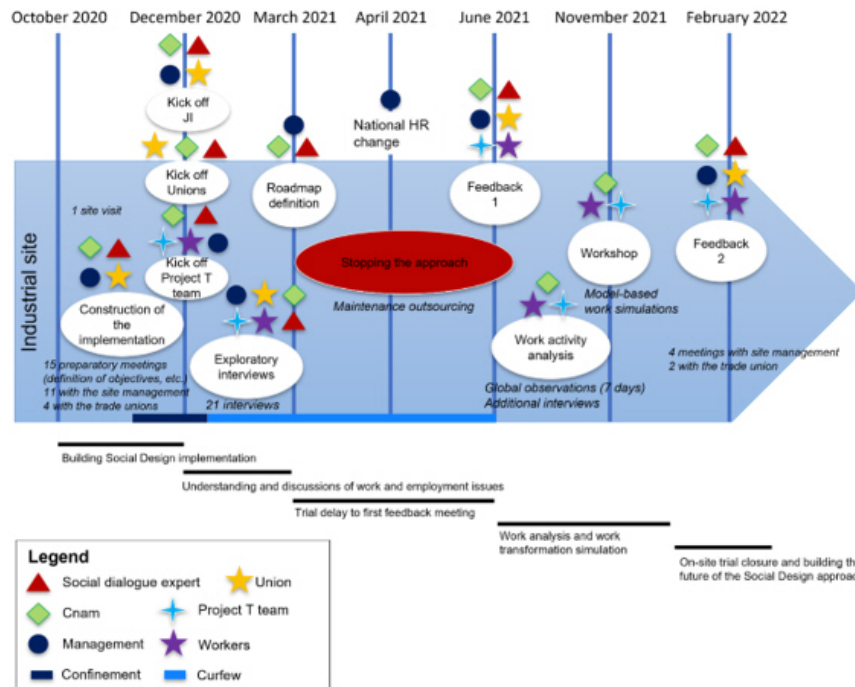 October 2020
December 2020
March 2021
April 2021
June 2021
November 2021
February 2022
Kick off
JI
National HR
change
Kick off
Unions
Roadmap
definition
Feedback
1
1 site visit
Industrial site
Kick off
Project T
team
Stopping the approach
Workshop
Feedback
2
Construction of
the
implementation
Maintenance outsourcing
Model-based
work simulations
Exploratory
interviews
Work activity
analysis
15 preparatory meetings
(definition of objectives, etc.)
11 with the site management
4 with the trade unions
21 interviews
Global observations (7 days)
Additional interviews
4 meetings with site management
2 with the trade union
Building Social Design implementation
Understanding and discussions of work and employment issues
Trial delay to first feedback meeting
Work analysis and work
transformation simulation
On-site trial closure and building the
future of the Social Design approach
Legend
Social dialogue expert
Union
Cnam
Project T team
Management
Workers
Confinement
Curfew